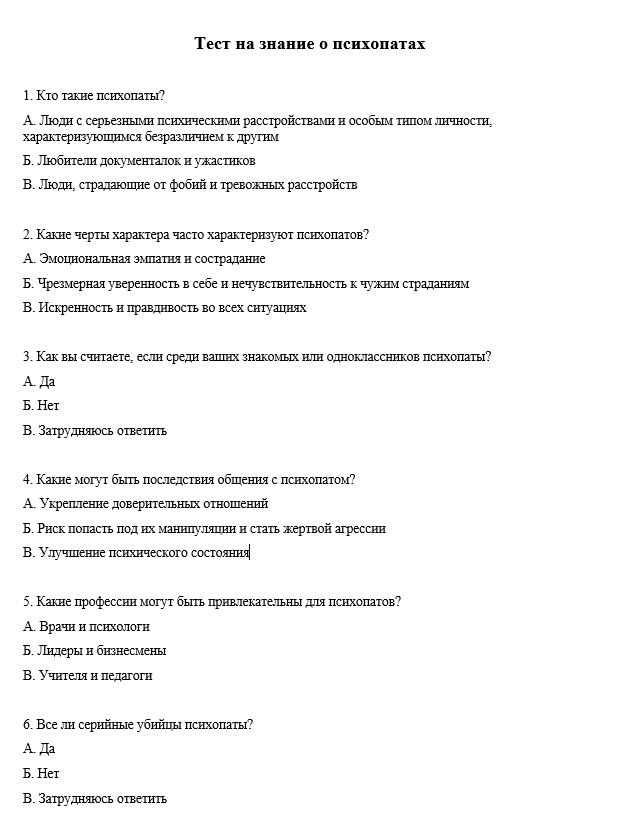 Тест на знание о психопатах
1. Кто такие психопаты?
А. Люди с серьезными психическими расстройствами и особым типом личности,
характеризующимся безразличием к другим
Б. Любители документалок и ужастиков
В. Люди, страдающие от фобий и тревожных расстройств
2. Какие черты характера часто характеризуют психопатов?
А. Эмоциональная эмпатия и сострадание
Б. Чрезмерная уверенность в себе и нечувствительность к чужим страданиям
В. Искренность и правдивость во всех ситуациях
3. Как вы считаете, если среди ваших знакомых или одноклассников психопаты?
А. Да
Б. Нет
В. Затрудняюсь ответить
4. Какие могут быть последствия общения с психопатом?
А. Укрепление доверительных отношений
Б. Риск попасть под их манипуляции и стать жертвой агрессии
В. Улучшение психического состояния
5. Какие профессии могут быть привлекательны для психопатов?
А. Врачи и психологи
Б. Лидеры и бизнесмены
В. Учителя и педагоги
6. Все ли серийные убийцы психопаты?
А. Да
Б. Нет
В. Затрудняюсь ответить